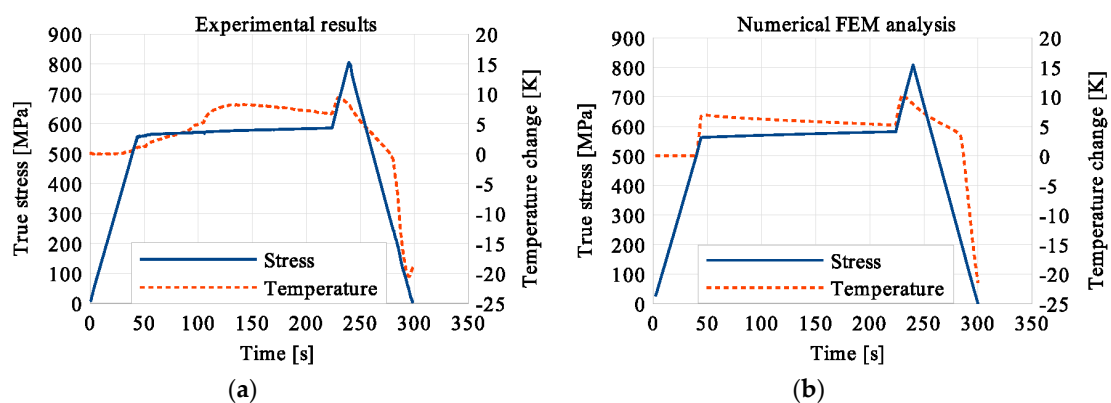 Experimental results
900
800
700
600
500
400
300
200
100
0
True stress [MPa]
20
15
10
5
0
-5
-10
-15
-20
-25
Temperature change [K]
Stress
Temperature
0 50 100 150 200 250 300 350
Time [s]
(a)
Numerical FEM analysis
900
800
700
600
500
400
300
200
100
0
True stress [MPa]
20
15
10
5
0
-5
-10
-15
-20
-25
Temperature change [K]
Stress
Temperature
0 50 100 150 200 250 300 350
Time [s]
(b)